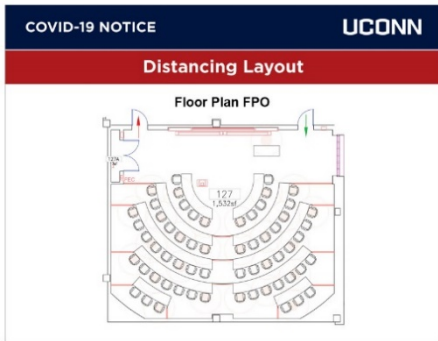 COVID-19 NOTICE
UCONN
Distancing Layout
Floor Plan FPO
127
1,532sf